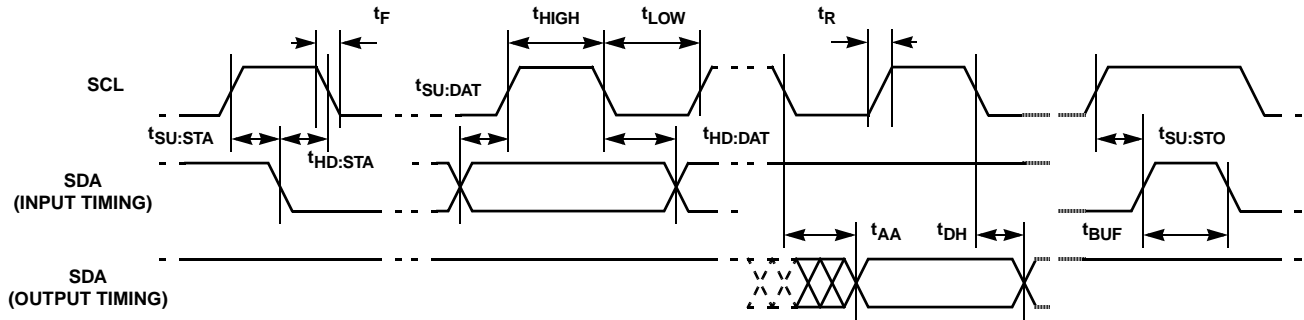 tF
tHIGH
tLOW
tR
SCL
tSU:DAT
tSU:STA
tHD:STA
tHD:DAT
tSU:STO
SDA
(INPUT TIMING)
tAA
tDH
tBUF
SDA
(OUTPUT TIMING)